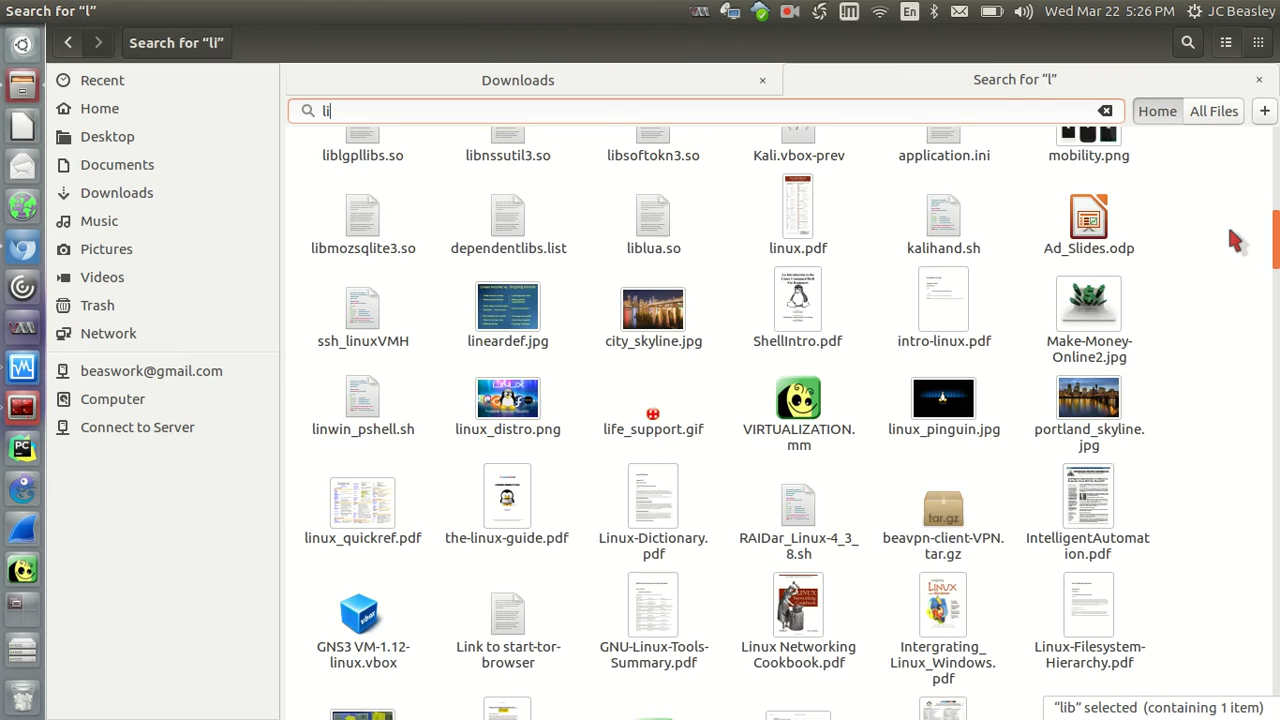 Search for “l”
En
Wed Mar 22 5:26 PM
JC Beasley
Search for “li”
Recent
Home
Desktop
Documents
Downloads
Music
Pictures
Videos
Trash
Network
beaswork@gmail.com
Computer
Connect to Server
Downloads
×
Search for “l”
×
li
Home
All Files
+
liblgpllibs.so
libnssutil3.so
libsoftokn3.so
Kali.vbox-prev
application.ini
mobility.png
libmozsqlite3.so
dependentlibs.list
liblua.so
linux.pdf
kalihand.sh
Ad_Slides.odp
ssh_linuxVMH
lineardef.jpg
city_skyline.jpg
ShellIntro.pdf
intro-linux.pdf
Make-Money-
Online2.jpg
linwin_pshell.sh
linux_distro.png
life_support.gif
VIRTUALIZATION.
mm
linux_pinguin.jpg
portland_skyline.
jpg
linux_quickref.pdf
the-linux-guide.pdf
Linux-Dictionary.
pdf
RAIDar_Linux-4_3_
8.sh
tar.gz
beavpn-client-VPN.
tar.gz
IntelligentAutomat
ion.pdf
vbox
GNS3 VM-1.12-
linux.vbox
Link to start-tor-
browser
GNU-Linux-Tools-
Summary.pdf
Linux Networking
Cookbook.pdf
Intergrating_
Linux_Windows.
pdf
Linux-Filesystem-
Hierarchy.pdf
PC
“lib” selected (containing 1 item)